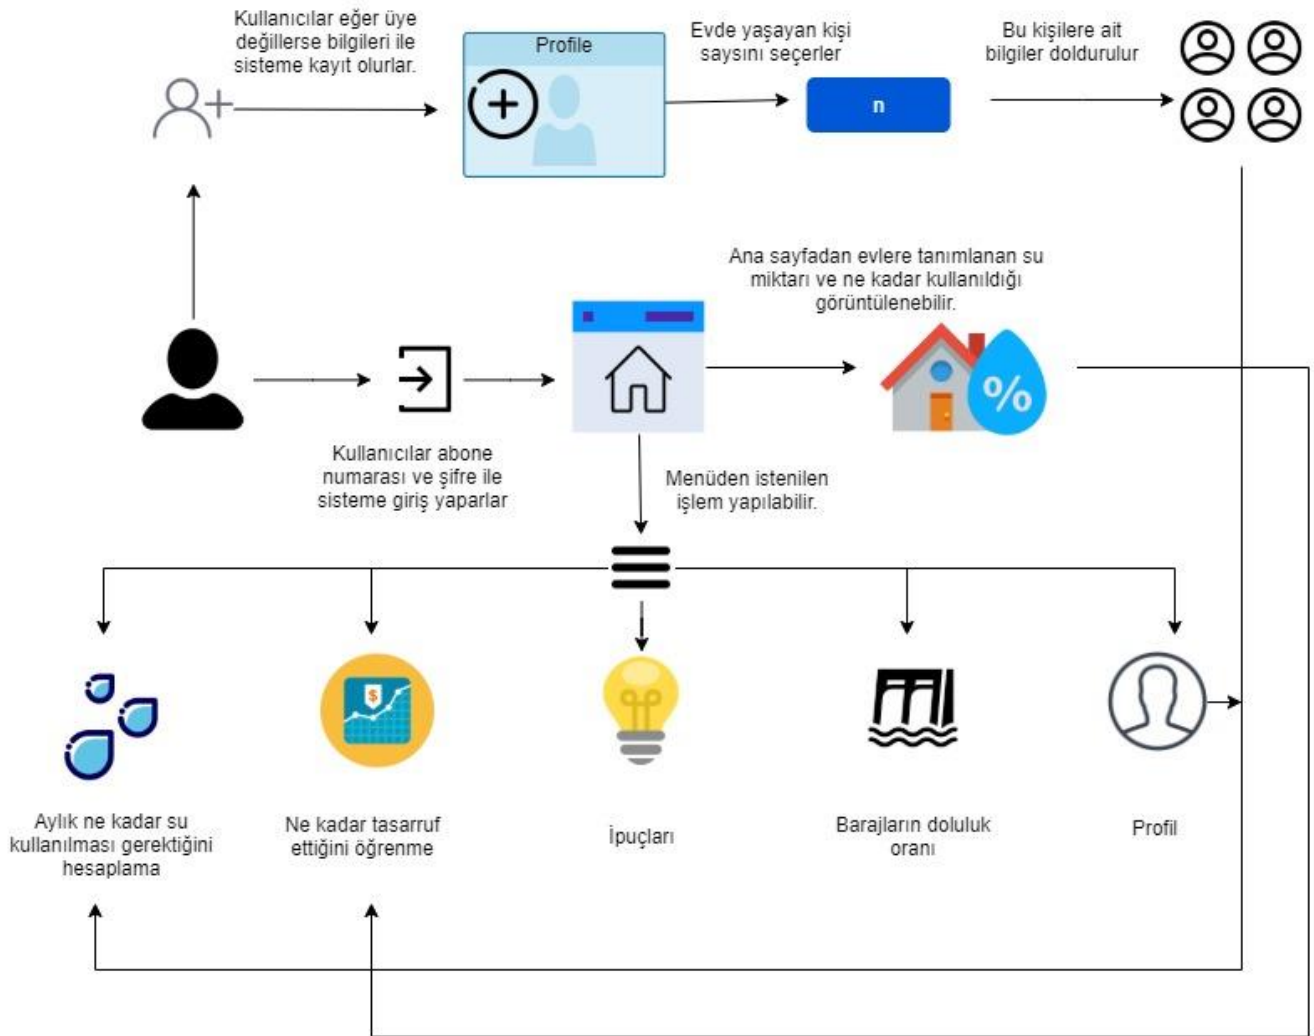 Kullanıcılar eğer üye
değillerse bilgileri ile
sisteme kayıt olurlar.
Profile
Evde yaşayan kişi
saysını seçerler
n
Bu kişilere ait
bilgiler doldurulur
Ana sayfadan evlere tanımlanan su
miktarı ve ne kadar kullanıldığı
görüntülenebilir.
%
Kullanıcılar abone
numarası ve şifre ile
sisteme giriş yaparlar
Menüden istenilen
işlem yapılabilir.
$
Aylık ne kadar su
kullanılması gerektiğini
hesaplama
Ne kadar tasarruf
ettiğini öğrenme
İpuçları
Barajların doluluk
oranı
Profil